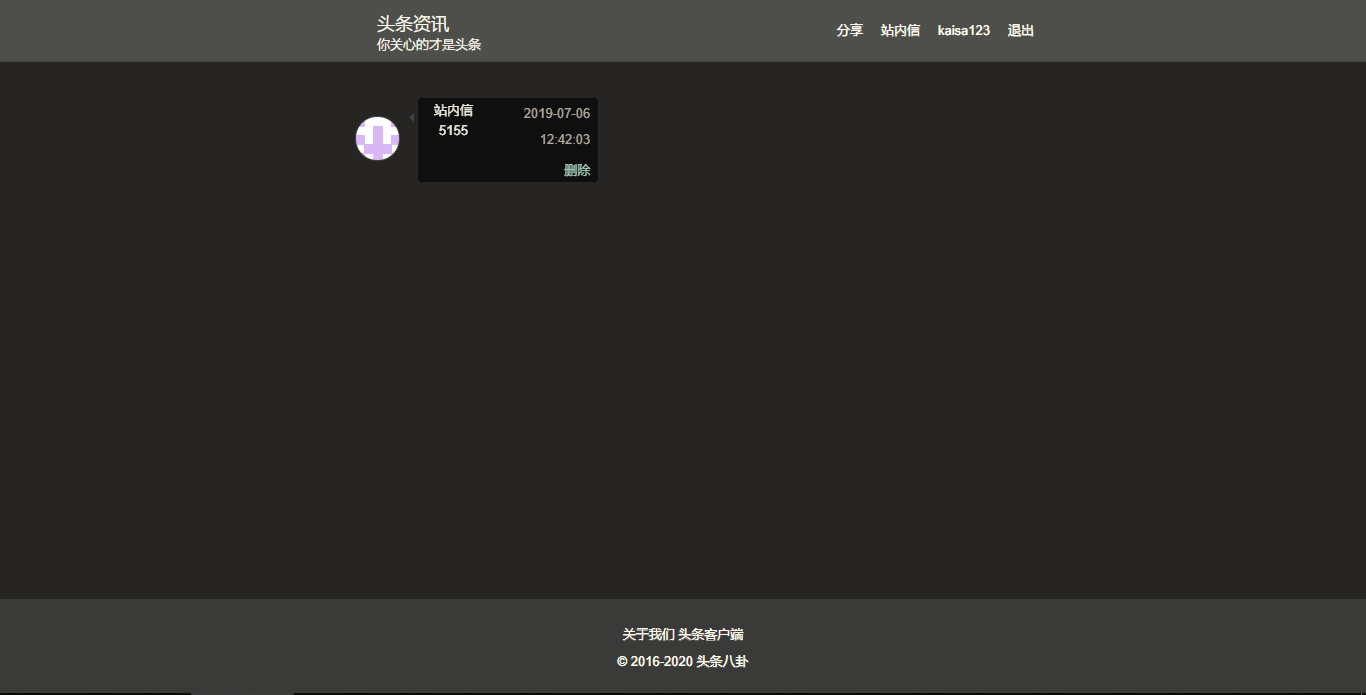 头条资讯
你关心的才是头条
分享 站内信 kaisa123 退出
站内信
5155
2019-07-06
12:42:03
删除
关于我们 头条客户端
© 2016-2020 头条八卦